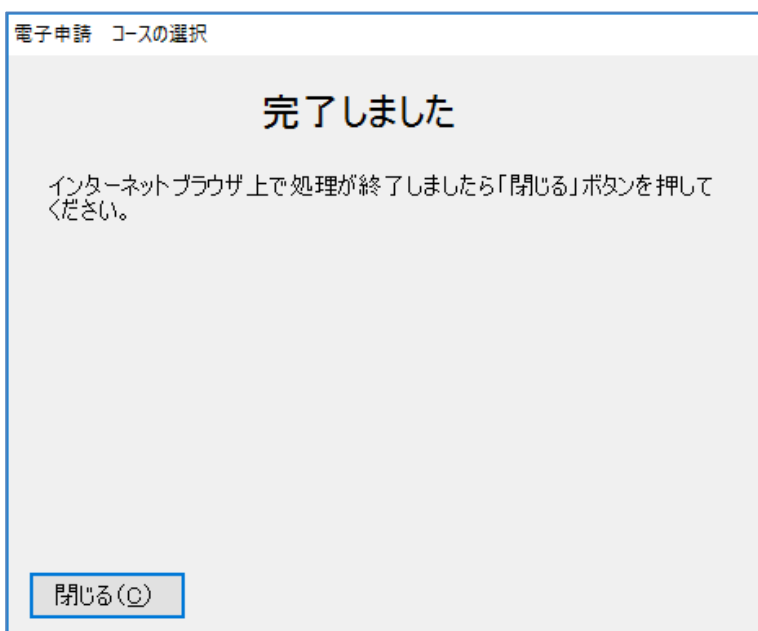 電子申請　コースの選択
完了しました
インターネットブラウザ上で処理が終了しましたら「閉じる」ボタンを押して
ください。
閉じる(C)